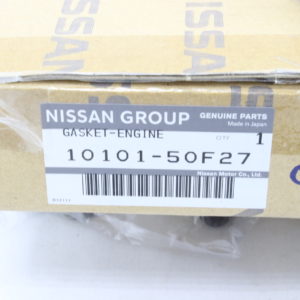 NISSAN
NISSAN GROUP
GENUINE PARTS
Made in Japan
GASKET-ENGINE
QTY
1
10101-50F27
Nissan Motor Co., Ltd.